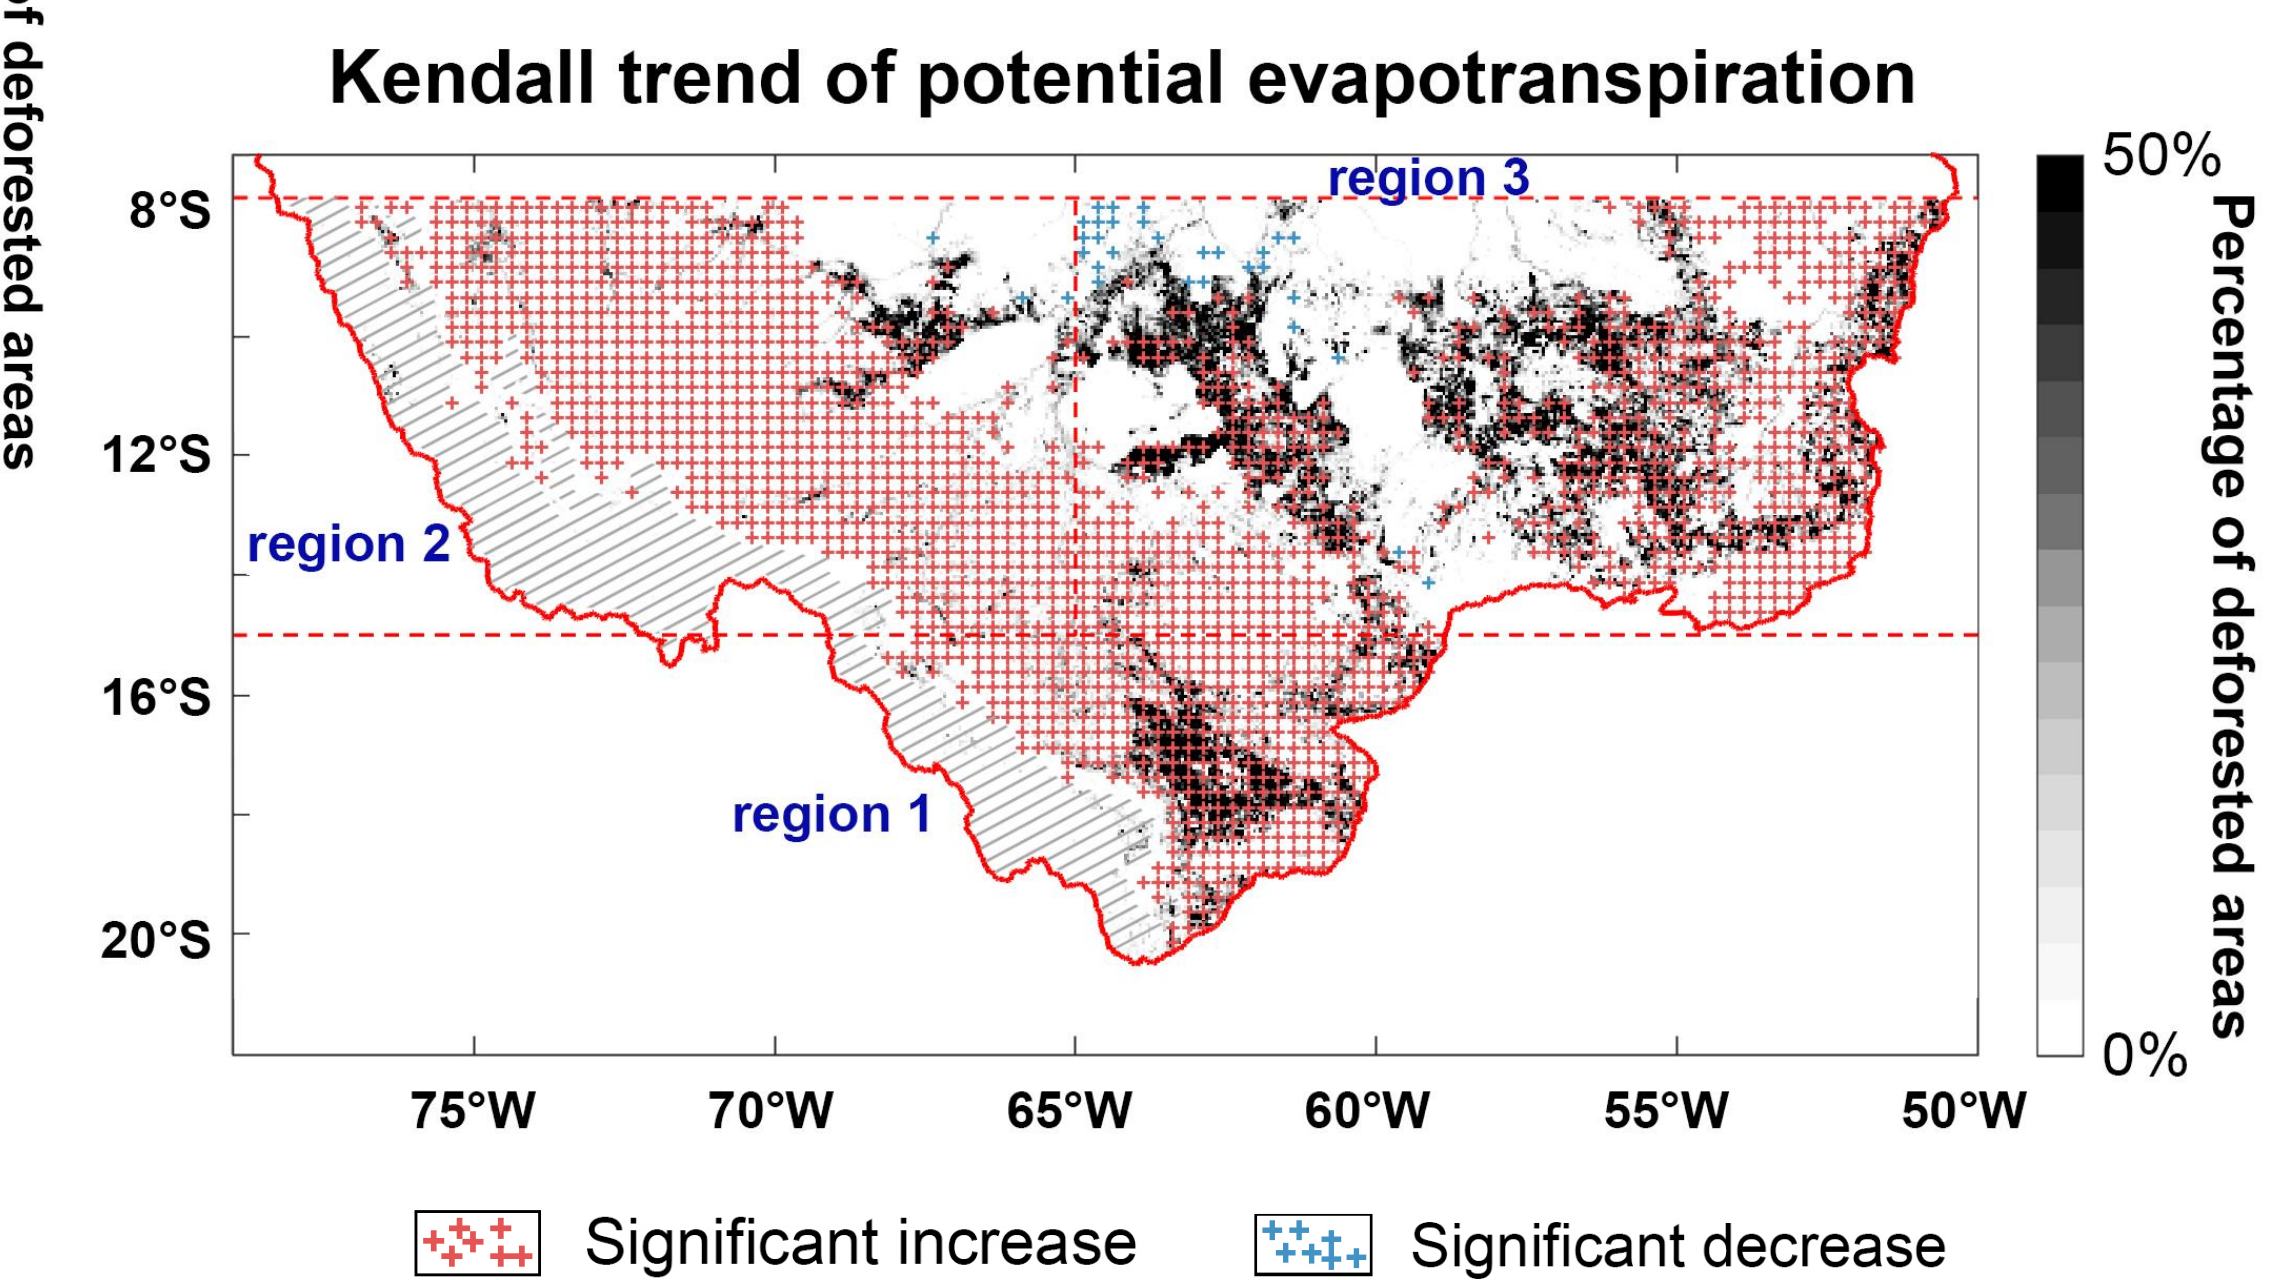 of deforested areas
Kendall trend of potential evapotranspiration
region 3
50%
8°S
12°S
region 2
16°S
region 1
20°S
Percentage of deforested areas
0%
75°W
70°W
65°W
60°W
55°W
50°W
Significant increase
Significant decrease